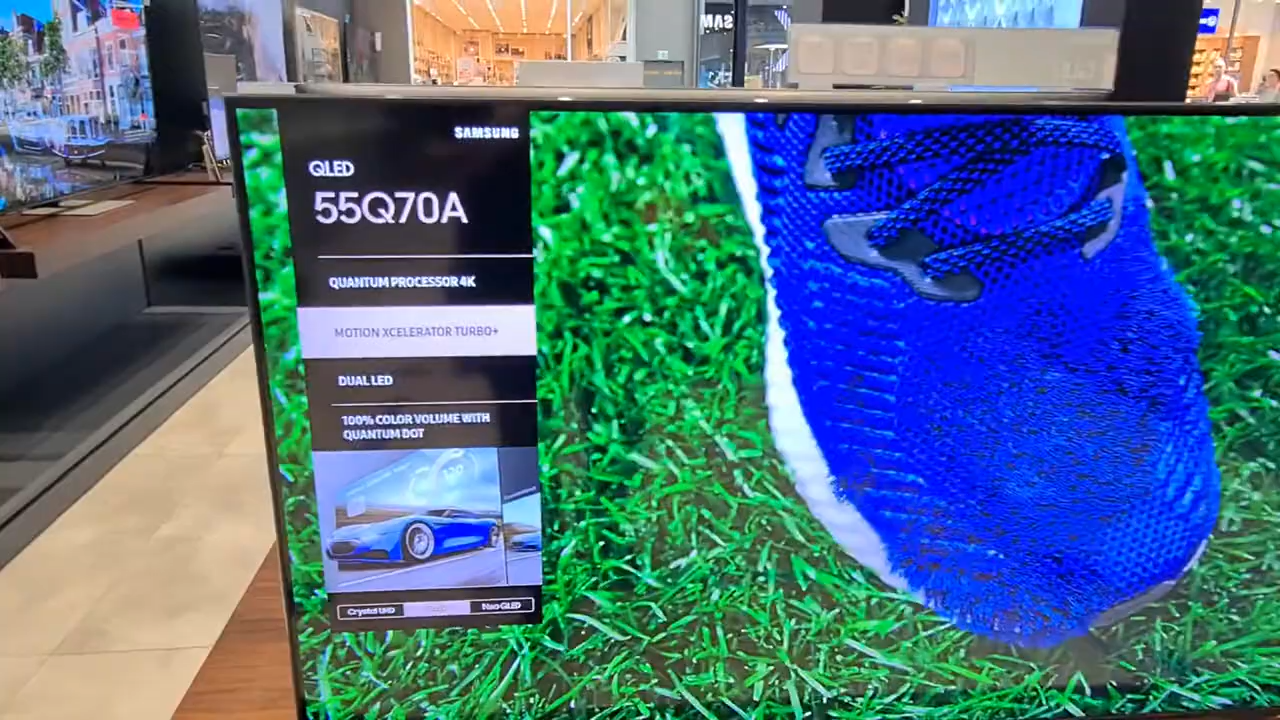 SAMSUNG
QLED
55Q70A
QUANTUM PROCESSOR 4K
MOTION XCELERATOR TURBO+
DUAL LED
100% COLOR VOLUME WITH
QUANTUM DOT
Crystal UHD
Neo QLED